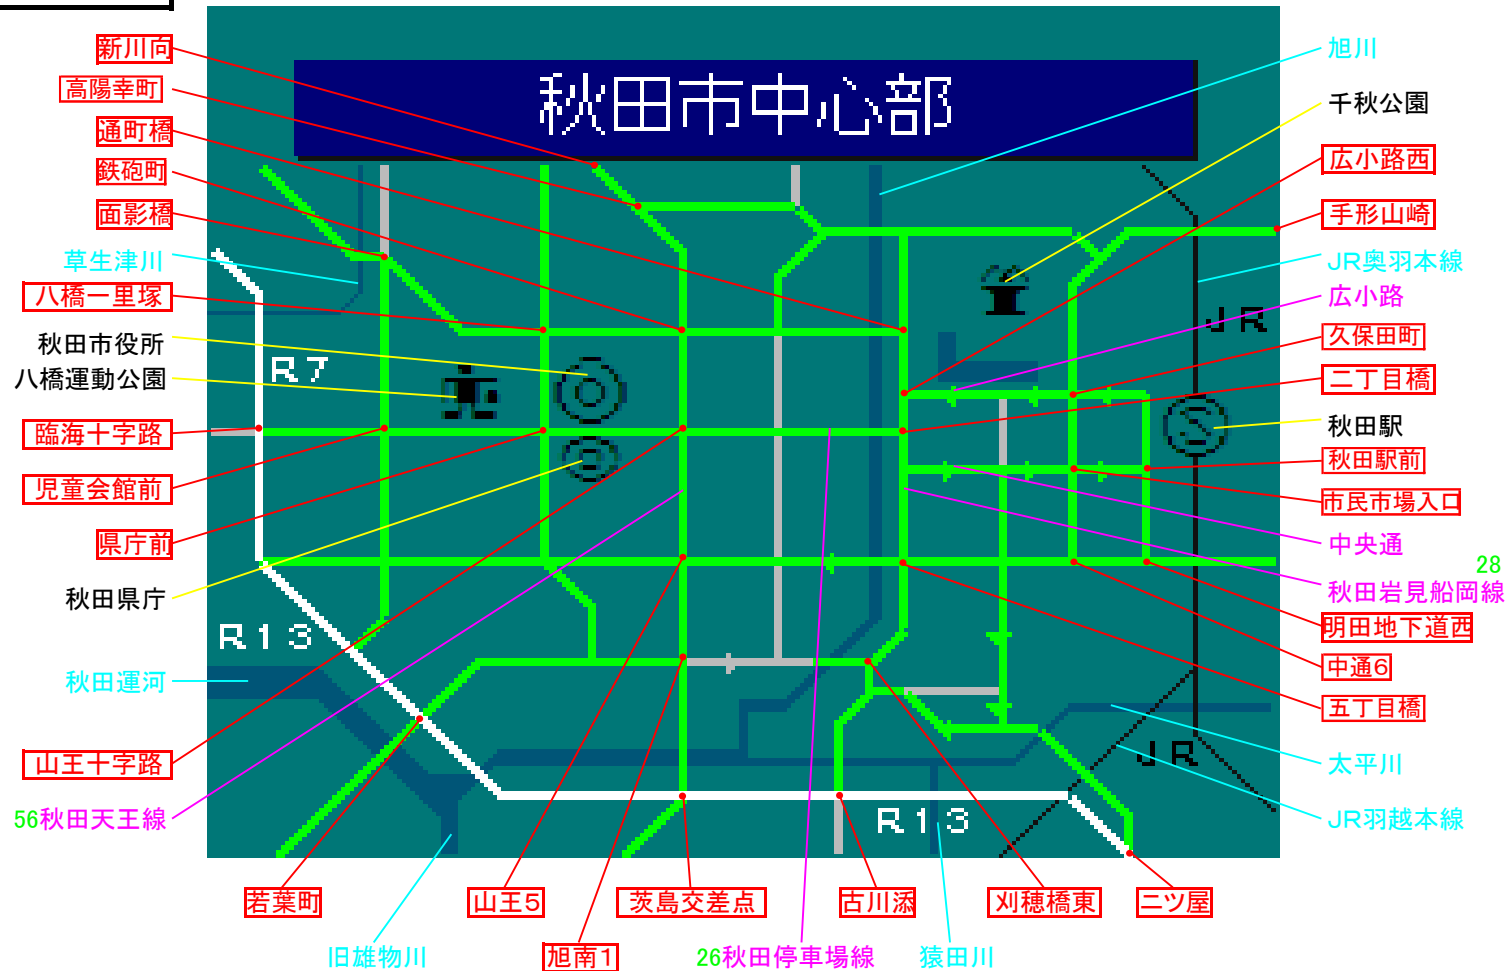 秋田市中心部
新川向
高陽幸町
通町橋
鉄砲町
面影橋
草生津川
八橋一里塚
秋田市役所
八橋運動公園
臨海十字路
児童会館前
県庁前
秋田県庁
秋田運河
山王十字路
56秋田天王線
R7
R13
JR
JR
R13
旭川
千秋公園
広小路西
手形山崎
JR奥羽本線
広小路
久保田町
二丁目橋
秋田駅
秋田駅前
市民市場入口
中央通
28
秋田岩見船岡線
明田地下道西
中通6
五丁目橋
太平川
JR羽越本線
若葉町
山王5
茨島交差点
古川添
刈穂橋東
二ツ屋
旧雄物川
旭南1
26秋田停車場線
猿田川